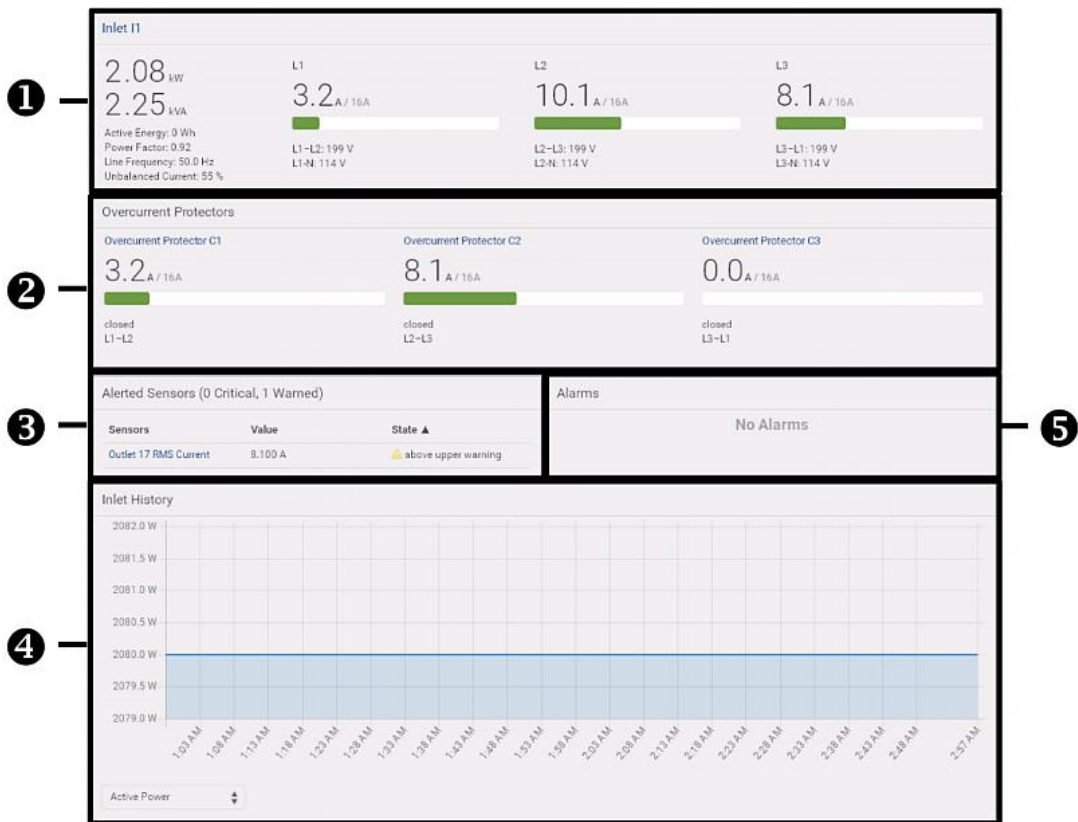 Inlet I1
2.08 kW
2.25 kVA
Active Energy: 0 Wh
Power Factor: 0.92
Line Frequency: 50.0 Hz
Unbalanced Current: 55 %
L1
3.2 A / 16A
L1-L2: 199 V
L1-N: 114 V
L2
10.1 A / 16A
L2-L3: 199 V
L2-N: 114 V
L3
8.1 A / 16A
L3-L1: 199 V
L3-N: 114 V
1
Overcurrent Protectors
Overcurrent Protector C1
3.2 A / 16A
closed
L1-L2
Overcurrent Protector C2
8.1 A / 16A
closed
L2-L3
Overcurrent Protector C3
0.0 A / 16A
closed
L3-L1
2
Alerted Sensors (0 Critical, 1 Warned)
Sensors Value State ▲
Outlet 17 RMS Current 8.100 A above upper warning
3
Alarms
No Alarms
5
Inlet History
2082.0 W
2081.5 W
2081.0 W
2080.5 W
2080.0 W
2079.5 W
2079.0 W
4
1:03 AM
1:08 AM
1:13 AM
1:18 AM
1:23 AM
1:28 AM
1:33 AM
1:38 AM
1:43 AM
1:48 AM
1:53 AM
1:58 AM
2:03 AM
2:08 AM
2:13 AM
2:18 AM
2:23 AM
2:28 AM
2:33 AM
2:38 AM
2:43 AM
2:48 AM
2:57 AM
Active Power